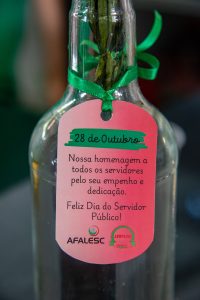 28 de Outubro
Nossa homenagem a
todos os servidores
pelo seu empenho e
dedicação.
Feliz Dia do Servidor
Público!
AFALESC